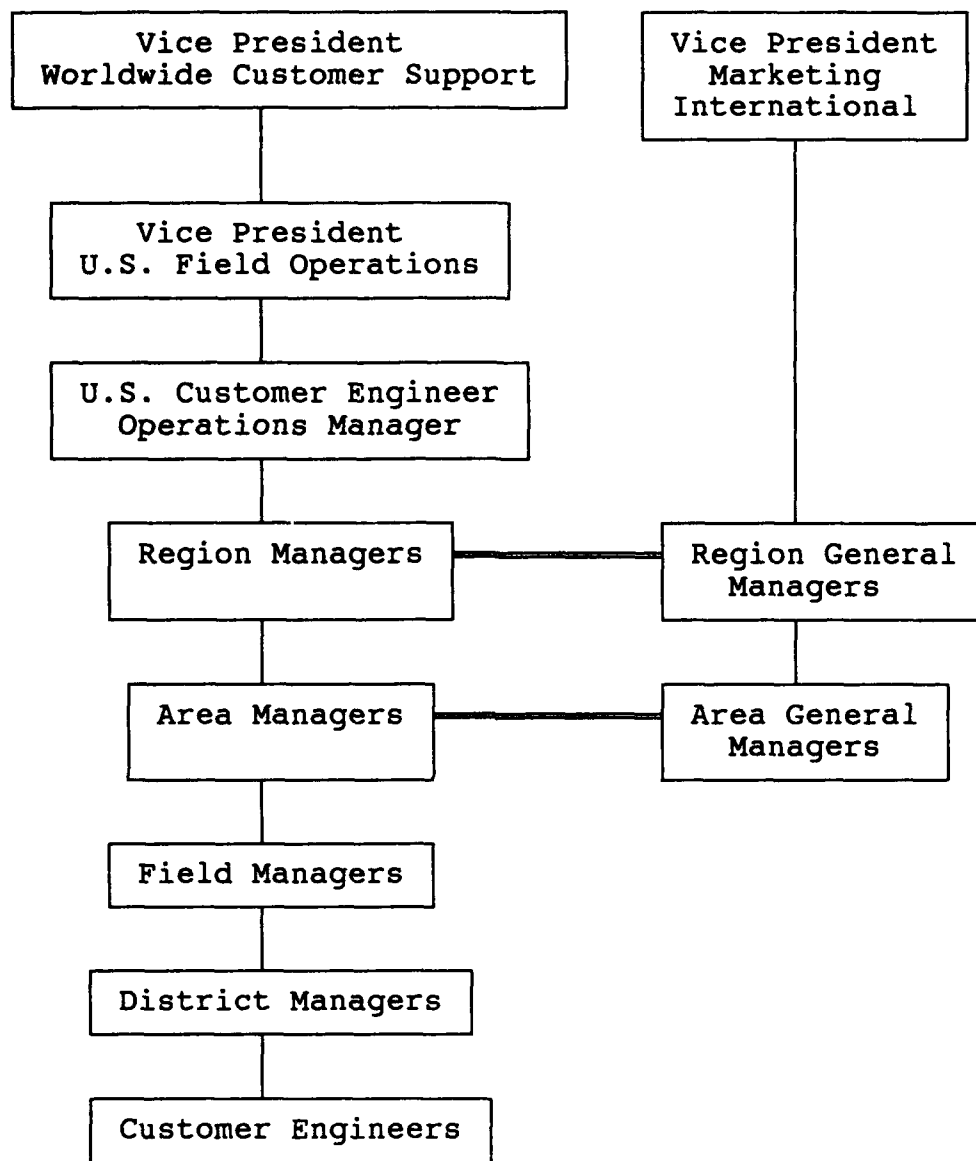 Vice President
Worldwide Customer Support
Vice President
Marketing
International
Vice President
U.S. Field Operations
U.S. Customer Engineer
Operations Manager
Region Managers
Region General
Managers
Area Managers
Area General
Managers
Field Managers
District Managers
Customer Engineers